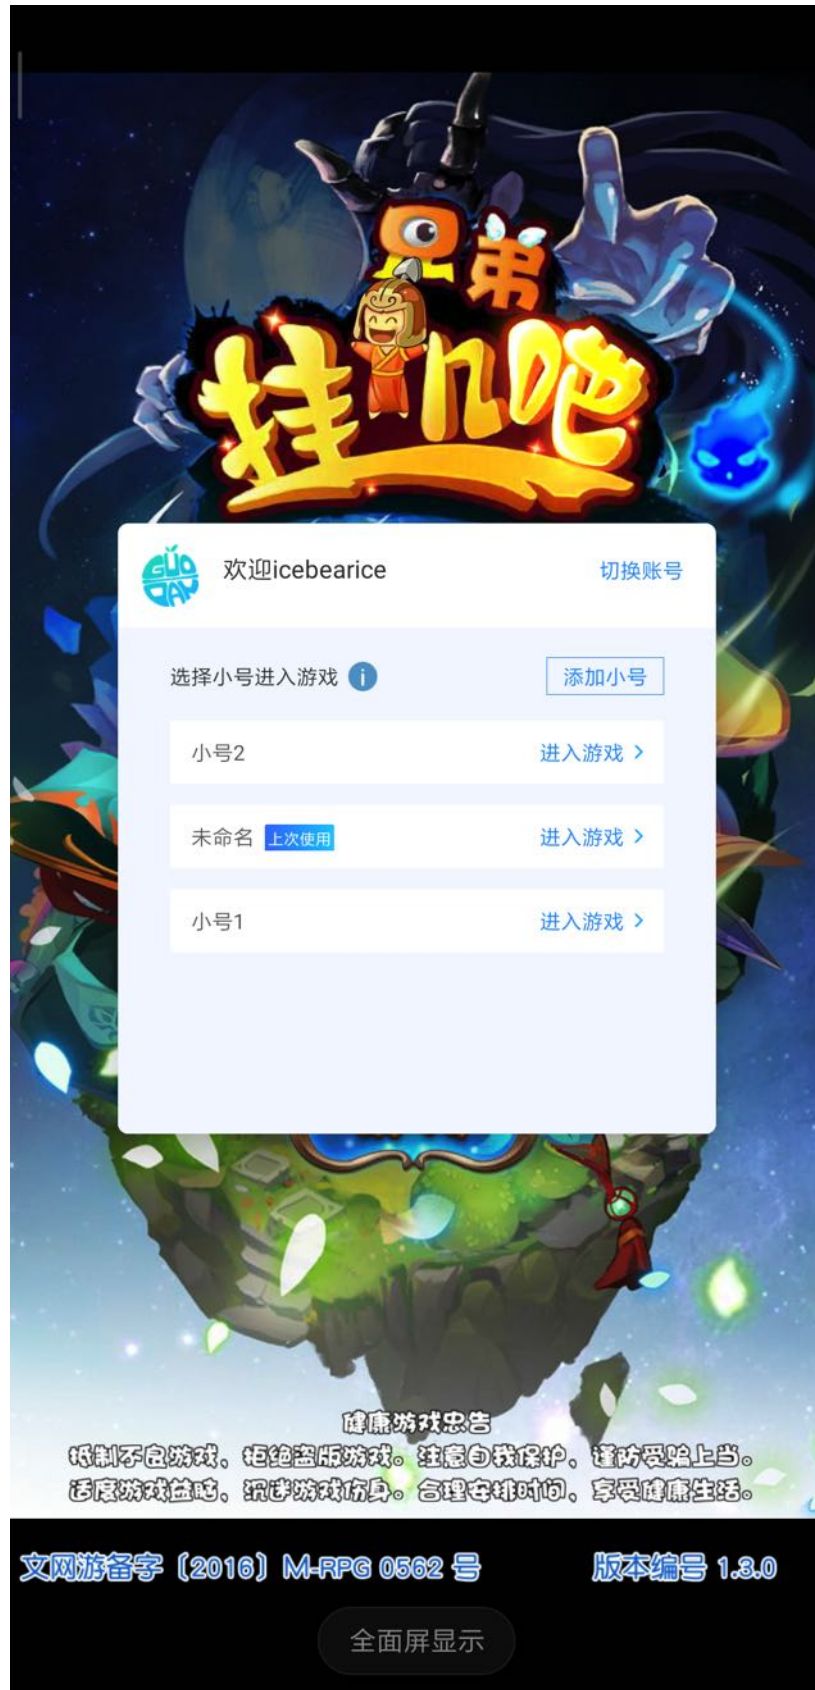 兄弟
挂机吧
GUO
PAN
欢迎icebearice
切换账号
选择小号进入游戏 i
添加小号
小号2
进入游戏 >
未命名 上次使用
进入游戏 >
小号1
进入游戏 >
健康游戏忠告
抵制不良游戏，拒绝盗版游戏。注意自我保护，谨防受骗上当。
适度游戏益脑，沉迷游戏伤身。合理安排时间，享受健康生活。
文网游备字〔2016〕M-RPG 0562 号
版本编号 1.3.0
全面屏显示